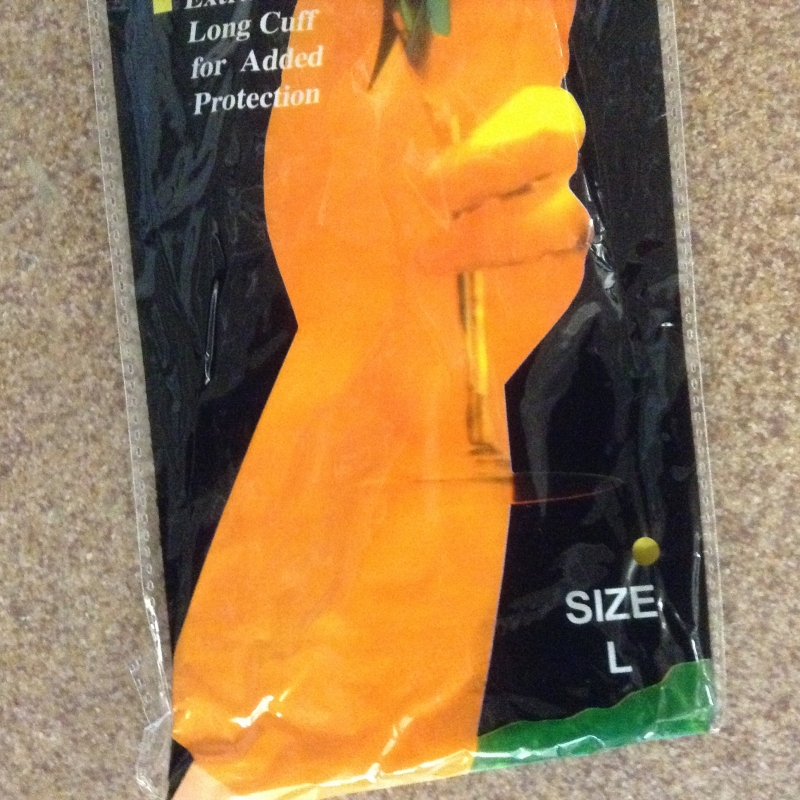 Long Cuff
for Added
Protection
SIZE
L